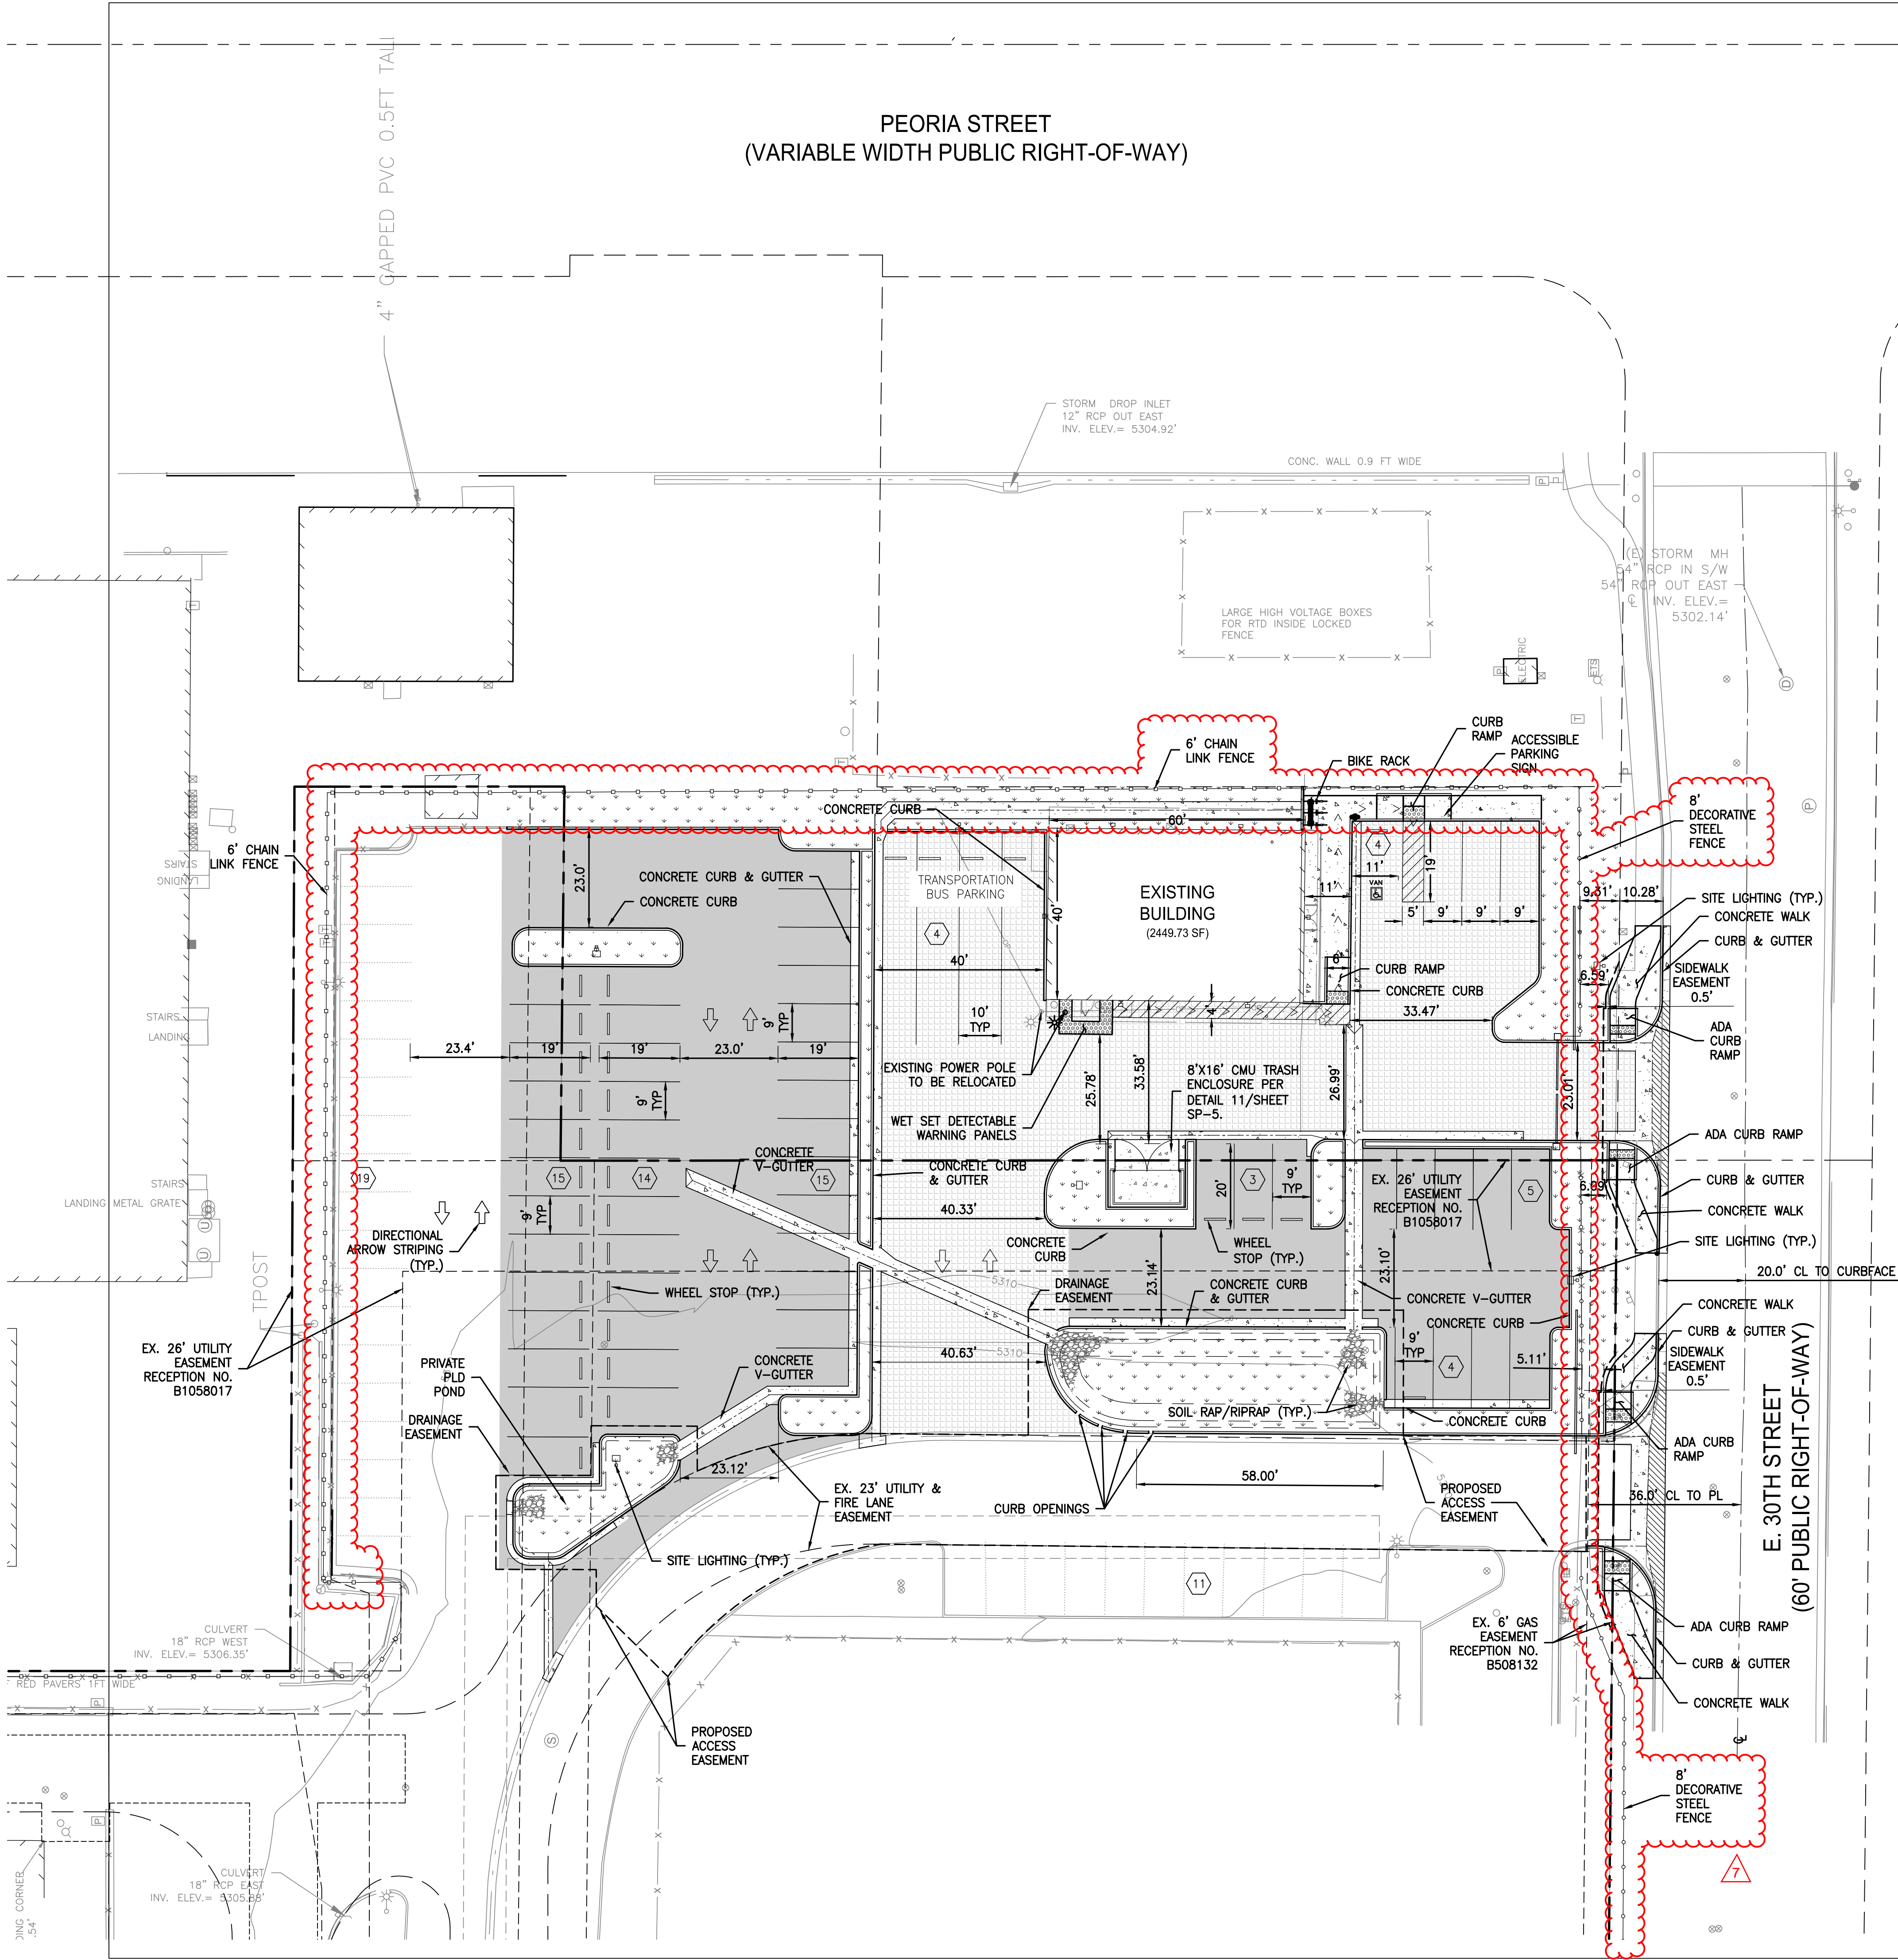 PEORIA STREET
(VARIABLE WIDTH PUBLIC RIGHT-OF-WAY)
4" CAPPED PVC 0.5FT TALL
STORM DROP INLET
12" RCP OUT EAST
INV. ELEV.= 5304.92'
CONC. WALL 0.9 FT WIDE
(E) STORM MH
54" RCP IN S/W
54" RCP OUT EAST
INV. ELEV.=
5302.14'
LARGE HIGH VOLTAGE BOXES
FOR RTD INSIDE LOCKED
FENCE
ELECTRIC
ETS
6' CHAIN
LINK FENCE
BIKE RACK
CURB
RAMP
ACCESSIBLE
PARKING
SIGN
8'
DECORATIVE
STEEL
FENCE
CONCRETE CURB
60'
6' CHAIN
LINK FENCE
STAIRS
LANDING
23.0'
CONCRETE CURB & GUTTER
CONCRETE CURB
TRANSPORTATION
BUS PARKING
4
40'
40'
EXISTING
BUILDING
(2449.73 SF)
11'
4
11'
VAN
19'
5'
9'
9'
9'
9.31'
10.28'
SITE LIGHTING (TYP.)
CONCRETE WALK
CURB & GUTTER
SIDEWALK
EASEMENT
0.5'
6.59'
6'
CURB RAMP
CONCRETE CURB
33.47'
ADA
CURB
RAMP
STAIRS
LANDING
23.4'
19'
19'
23.0'
19'
9'
TYP
9'
TYP
10'
TYP
4'
EXISTING POWER POLE
TO BE RELOCATED
25.78'
33.58'
8'X16' CMU TRASH
ENCLOSURE PER
DETAIL 11/SHEET
SP-5.
26.99'
23.01'
WET SET DETECTABLE
WARNING PANELS
ADA CURB RAMP
STAIRS
LANDING METAL GRATE
19
15
14
15
CONCRETE
V-GUTTER
CONCRETE CURB
& GUTTER
20'
3
9'
TYP
EX. 26' UTILITY
EASEMENT
RECEPTION NO.
B1058017
5
CURB & GUTTER
CONCRETE WALK
SITE LIGHTING (TYP.)
20.0' CL TO CURBFACE
9'
TYP
DIRECTIONAL
ARROW STRIPING
(TYP.)
40.33'
CONCRETE
CURB
WHEEL
STOP (TYP.)
23.14'
23.10'
TPOST
WHEEL STOP (TYP.)
5310
DRAINAGE
EASEMENT
CONCRETE CURB
& GUTTER
CONCRETE V-GUTTER
CONCRETE CURB
CONCRETE WALK
CURB & GUTTER
SIDEWALK
EASEMENT
0.5'
EX. 26' UTILITY
EASEMENT
RECEPTION NO.
B1058017
PRIVATE
PLD
POND
CONCRETE
V-GUTTER
40.63'
5310
9'
TYP
4
5.11'
DRAINAGE
EASEMENT
SOIL RAP/RIPRAP (TYP.)
CONCRETE CURB
ADA CURB
RAMP
23.12'
EX. 23' UTILITY &
FIRE LANE
EASEMENT
CURB OPENINGS
58.00'
PROPOSED
ACCESS
EASEMENT
36.0' CL TO PL
E. 30TH STREET
(60' PUBLIC RIGHT-OF-WAY)
SITE LIGHTING (TYP.)
11
EX. 6' GAS
EASEMENT
RECEPTION NO.
B508132
ADA CURB RAMP
CURB & GUTTER
CONCRETE WALK
CULVERT
18" RCP WEST
INV. ELEV.= 5306.35'
RED PAVERS 1FT WIDE
PROPOSED
ACCESS
EASEMENT
8'
DECORATIVE
STEEL
FENCE
7
CULVERT
18" RCP EAST
INV. ELEV.= 5305.88'
CORNER
.54'